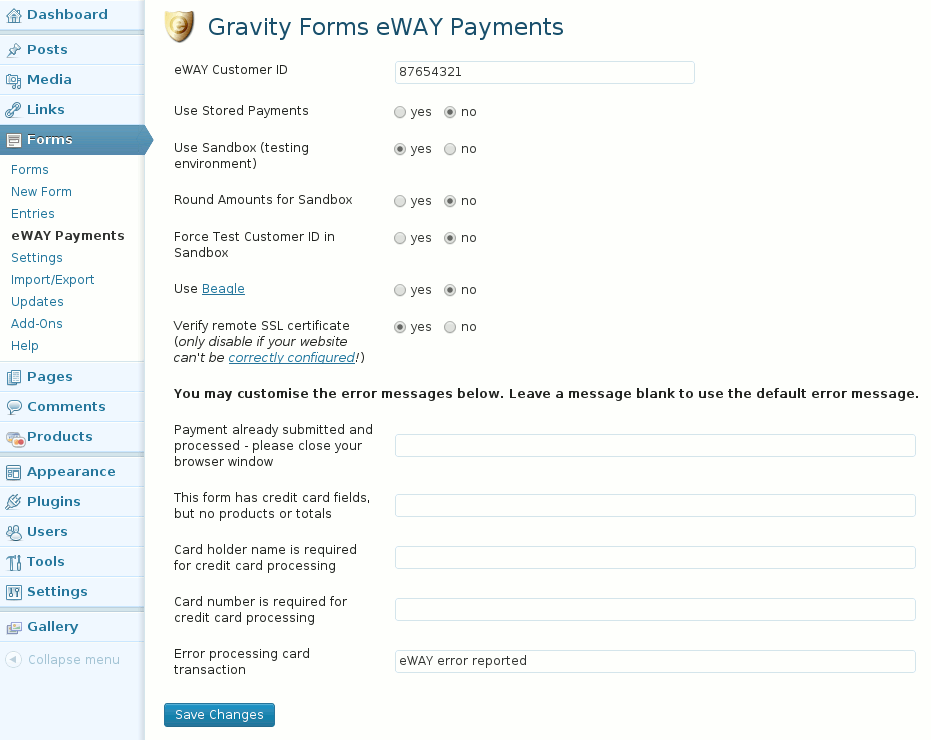 Dashboard
Posts
Media
Links
Forms
Forms
New Form
Entries
eWAY Payments
Settings
Import/Export
Updates
Add-Ons
Help
Pages
Comments
Products
Appearance
Plugins
Users
Tools
Settings
Gallery
Collapse menu
Gravity Forms eWAY Payments
eWAY Customer ID
87654321
Use Stored Payments
yes no
Use Sandbox (testing
environment)
yes no
Round Amounts for Sandbox
yes no
Force Test Customer ID in
Sandbox
yes no
Use Beagle
yes no
Verify remote SSL certificate
(only disable if your website
can't be correctly configured!)
yes no
You may customise the error messages below. Leave a message blank to use the default error message.
Payment already submitted and
processed - please close your
browser window
This form has credit card fields,
but no products or totals
Card holder name is required
for credit card processing
Card number is required for
credit card processing
Error processing card
transaction
eWAY error reported
Save Changes